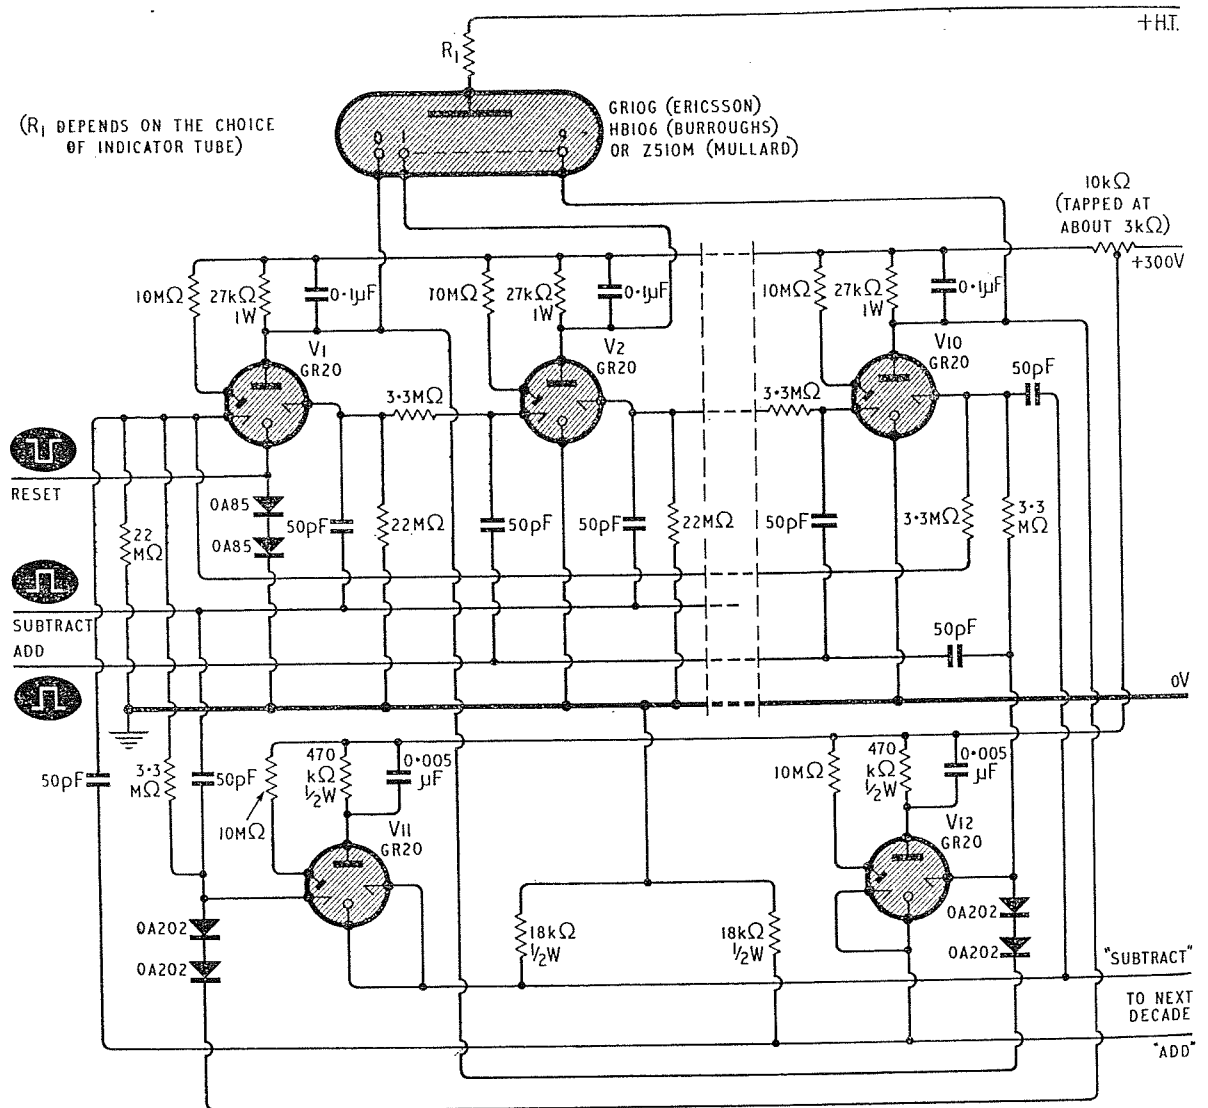 +H.T.
R1
(R1 DEPENDS ON THE CHOICE
OF INDICATOR TUBE)
GR10G (ERICSSON)
HB106 (BURROUGHS)
OR Z510M (MULLARD)
0 1 9
10kΩ
(TAPPED AT
ABOUT 3kΩ)
+300V
10MΩ
27kΩ
1W
0·1µF
10MΩ
27kΩ
1W
0·1µF
10MΩ
27kΩ
1W
0·1µF
V1
GR20
V2
GR20
V10
GR20
50pF
3·3MΩ
3·3MΩ
RESET
0A85
0A85
22
MΩ
50pF
22MΩ
50pF
50pF
22MΩ
50pF
3·3MΩ
3·3
MΩ
SUBTRACT
ADD
50pF
0V
50pF
3·3
MΩ
50pF
10MΩ
470
kΩ
1/2W
0·005
µF
V11
GR20
10MΩ
470
kΩ
1/2W
0·005
µF
V12
GR20
0A202
0A202
18kΩ
1/2W
18kΩ
1/2W
0A202
0A202
"SUBTRACT"
TO NEXT
DECADE
"ADD"